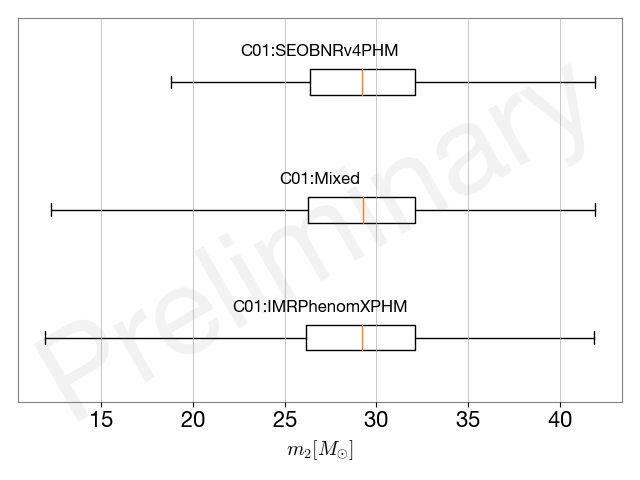 C01:SEOBNRv4PHM
C01:Mixed
C01:IMRPhenomXPHM
Preliminary
15 20 25 30 35 40
m₂[M☉]